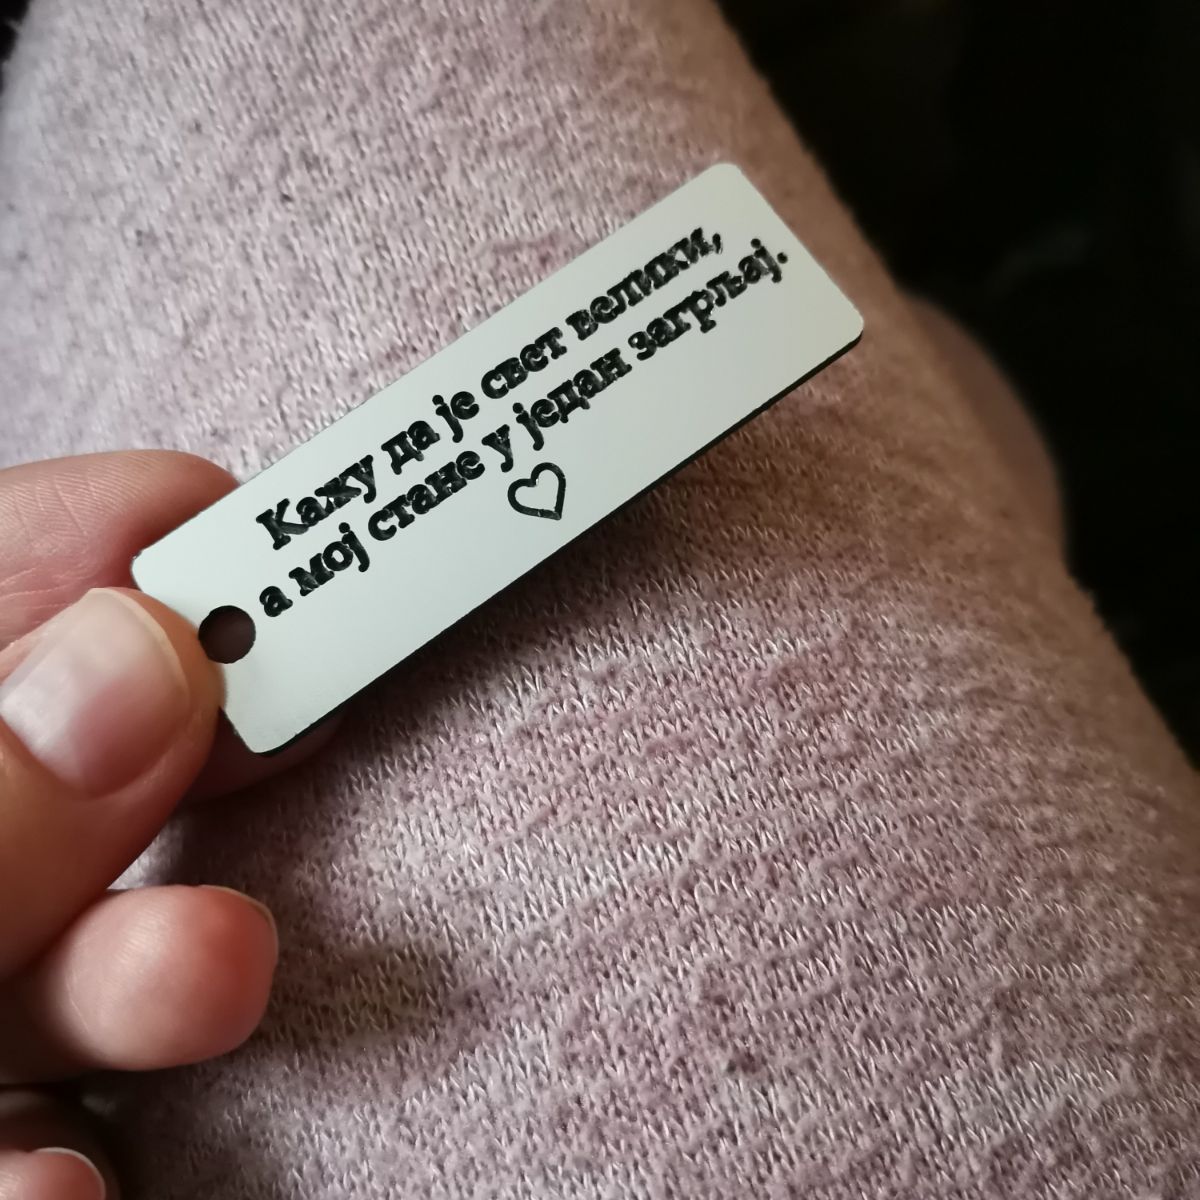 Кажу да је свет велики,
а мој стане у један загрљај.